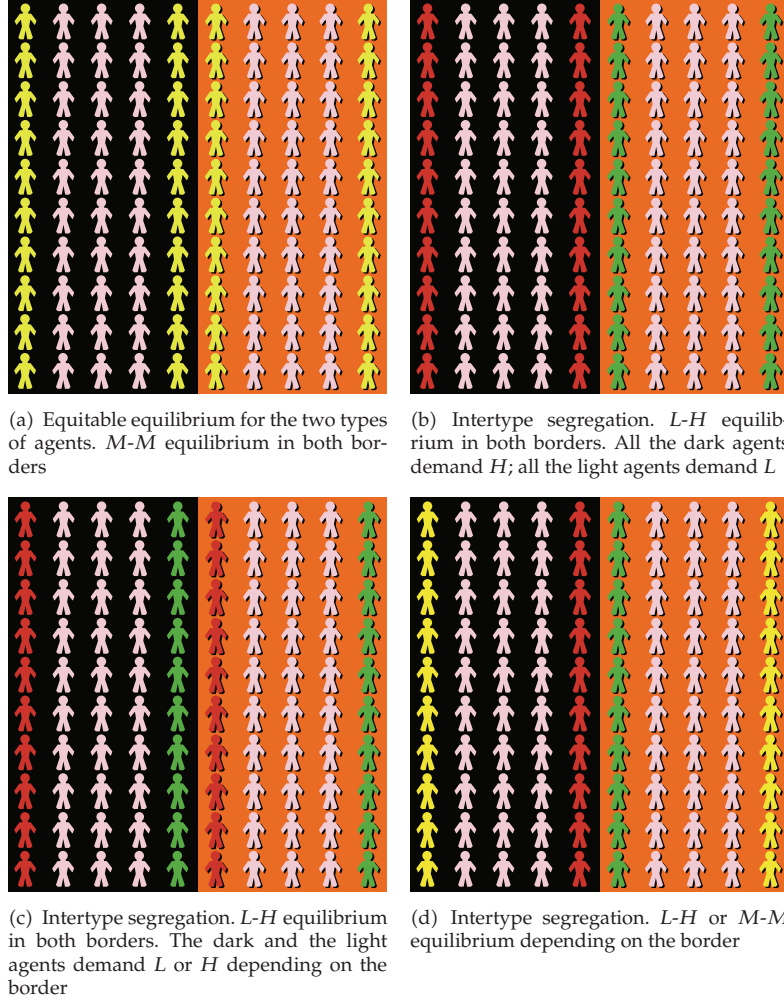 (a) Equitable equilibrium for the two types
of agents. M-M equilibrium in both bor-
ders
(b) Intertype segregation. L-H equilib-
rium in both borders. All the dark agents
demand H; all the light agents demand L
(c) Intertype segregation. L-H equilibrium
in both borders. The dark and the light
agents demand L or H depending on the
border
(d) Intertype segregation. L-H or M-M
equilibrium depending on the border